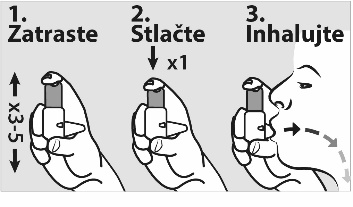 1.
Zatraste
x3-5
2.
Stlačte
x1
3.
Inhalujte